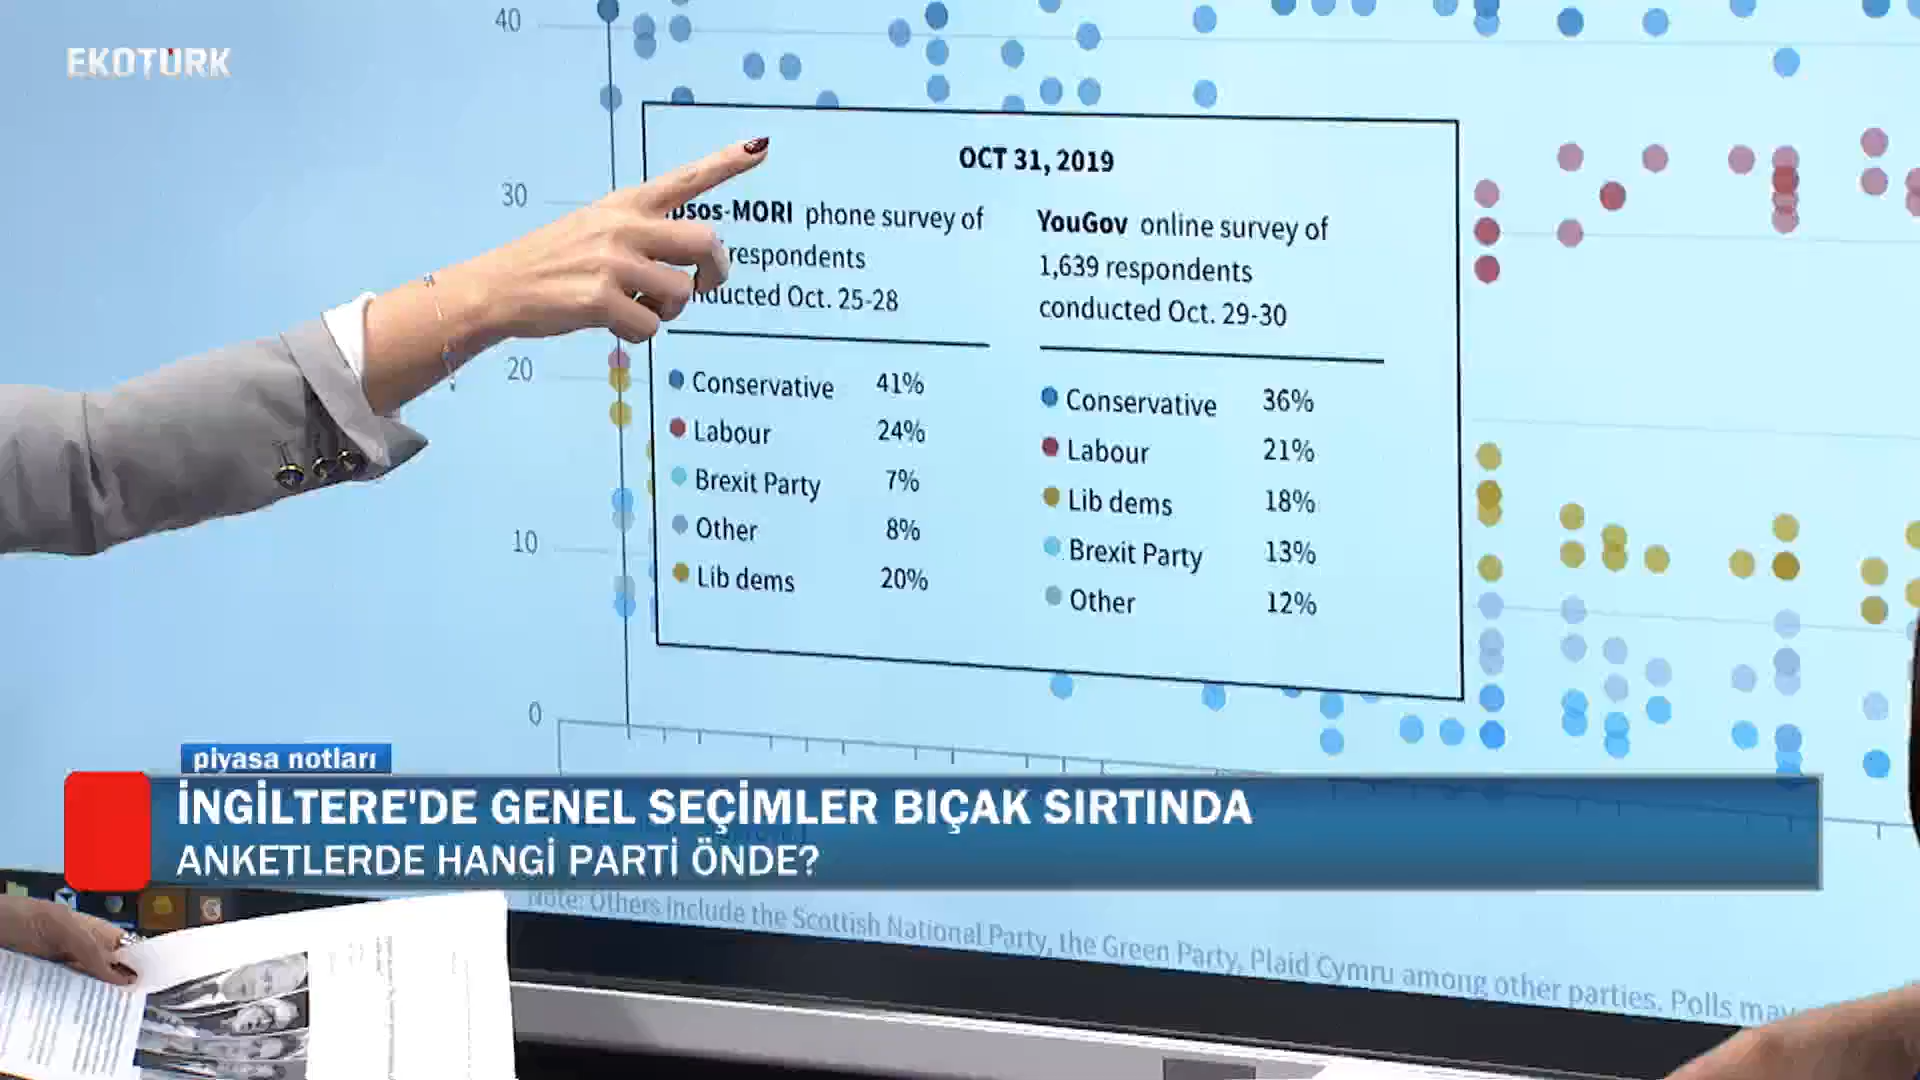 EKOTÜRK
40
30
20
10
0
OCT 31, 2019
-MORI phone survey of
respondents
conducted Oct. 25-28
Conservative 41%
Labour 24%
Brexit Party 7%
Other 8%
Lib dems 20%
YouGov online survey of
1,639 respondents
conducted Oct. 29-30
Conservative 36%
Labour 21%
Lib dems 18%
Brexit Party 13%
Other 12%
piyasa notları
İNGİLTERE'DE GENEL SEÇİMLER BIÇAK SIRTINDA
ANKETLERDE HANGİ PARTİ ÖNDE?
Note: Others include the Scottish National Party, the Green Party, Plaid Cymru among other parties. Polls may